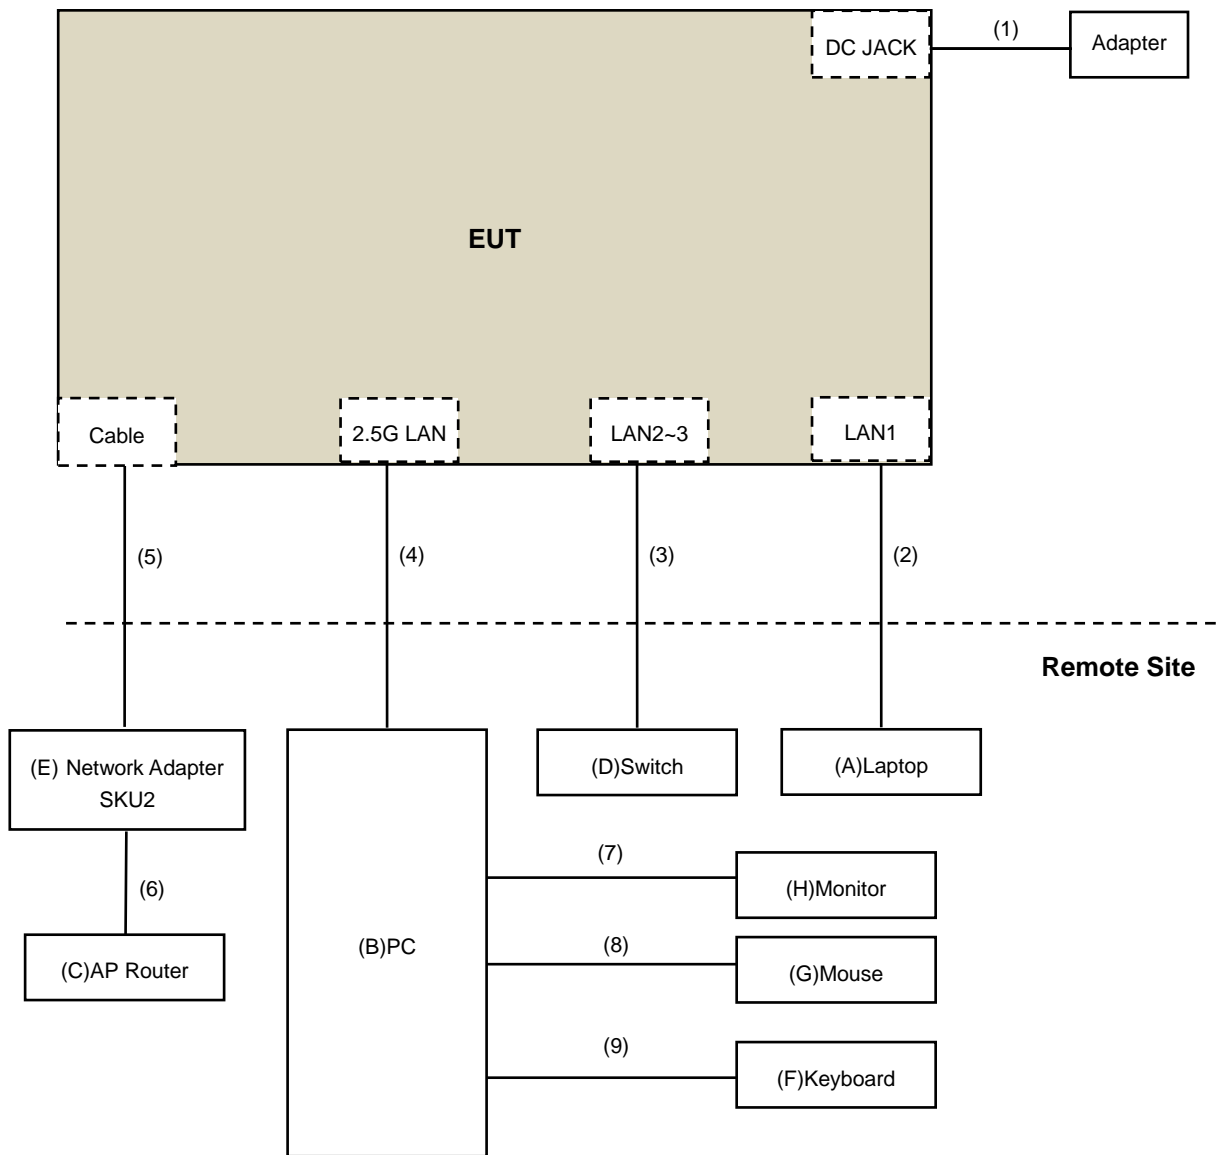 DC JACK
(1)
Adapter
EUT
Cable
2.5G LAN
LAN2~3
LAN1
(5)
(4)
(3)
(2)
Remote Site
(E) Network Adapter
SKU2
(D)Switch
(A)Laptop
(6)
(7)
(H)Monitor
(C)AP Router
(B)PC
(8)
(G)Mouse
(9)
(F)Keyboard